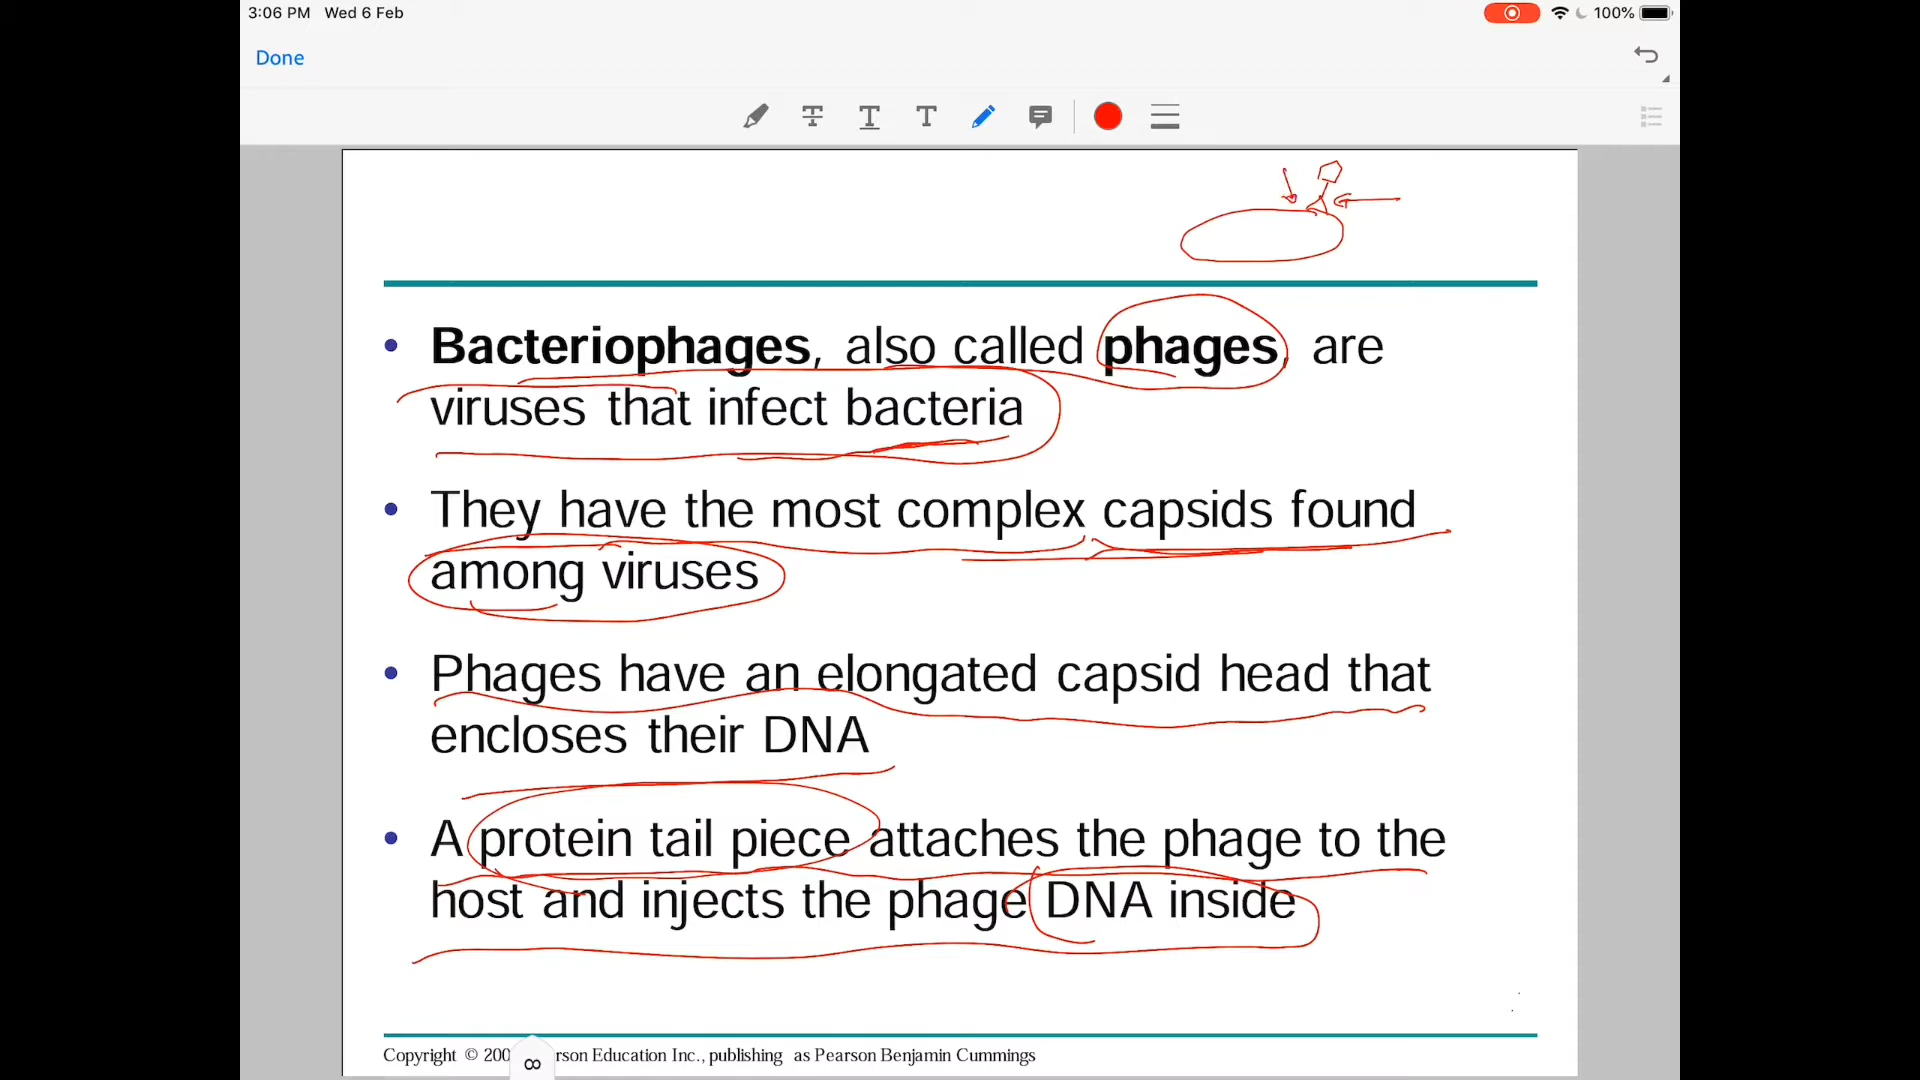 3:06 PM Wed 6 Feb
100%
Done
• Bacteriophages, also called phages, are
viruses that infect bacteria
• They have the most complex capsids found
among viruses
• Phages have an elongated capsid head that
encloses their DNA
• A protein tail piece attaches the phage to the
host and injects the phage DNA inside
Copyright © Education Inc., publishing as Pearson Benjamin Cummings
8